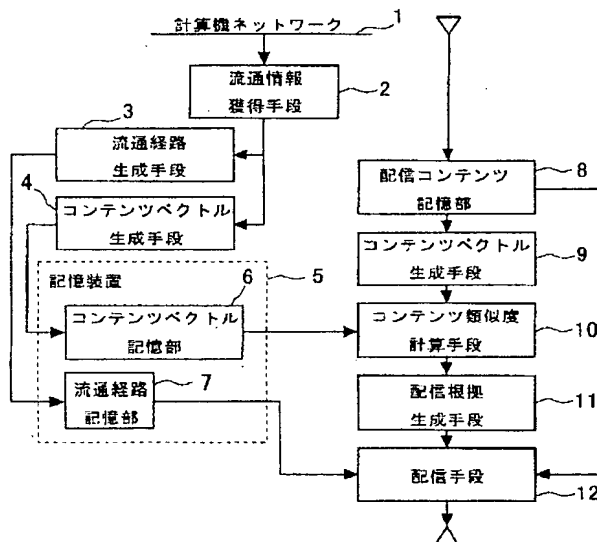 計算機ネットワーク
1
流通情報
獲得手段
2
3
流通経路
生成手段
4
コンテンツベクトル
生成手段
記憶装置
5
6
コンテンツベクトル
記憶部
7
流通経路
記憶部
配信コンテンツ
記憶部
8
コンテンツベクトル
生成手段
9
コンテンツ類似度
計算手段
10
配信根拠
生成手段
11
配信手段
12